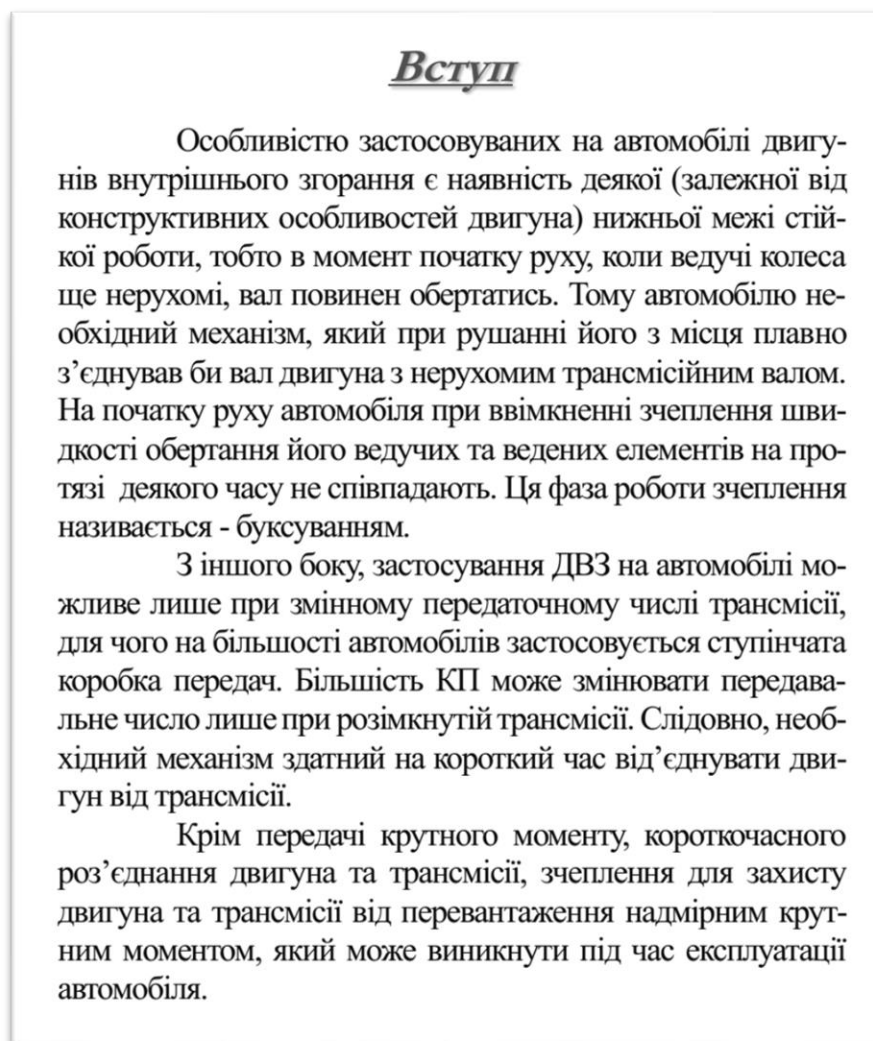 Вступ
Особливістю застосовуваних на автомобілі двигу-
нів внутрішнього згорання є наявність деякої (залежної від
конструктивних особливостей двигуна) нижньої межі стій-
кої роботи, тобто в момент початку руху, коли ведучі колеса
ще нерухомі, вал повинен обертатись. Тому автомобілю не-
обхідний механізм, який при рушанні його з місця плавно
з’єднував би вал двигуна з нерухомим трансмісійним валом.
На початку руху автомобіля при ввімкненні зчеплення шви-
дкості обертання його ведучих та ведених елементів на про-
тязі деякого часу не співпадають. Ця фаза роботи зчеплення
називається - буксуванням.
З іншого боку, застосування ДВЗ на автомобілі мо-
жливе лише при змінному передаточному числі трансмісії,
для чого на більшості автомобілів застосовується ступінчата
коробка передач. Більшість КП може змінювати передава-
льне число лише при розімкнутій трансмісії. Слідовно, необ-
хідний механізм здатний на короткий час від’єднувати дви-
гун від трансмісії.
Крім передачі крутного моменту, короткочасного
роз’єднання двигуна та трансмісії, зчеплення для захисту
двигуна та трансмісії від перевантаження надмірним крут-
ним моментом, який може виникнути під час експлуатації
автомобіля.